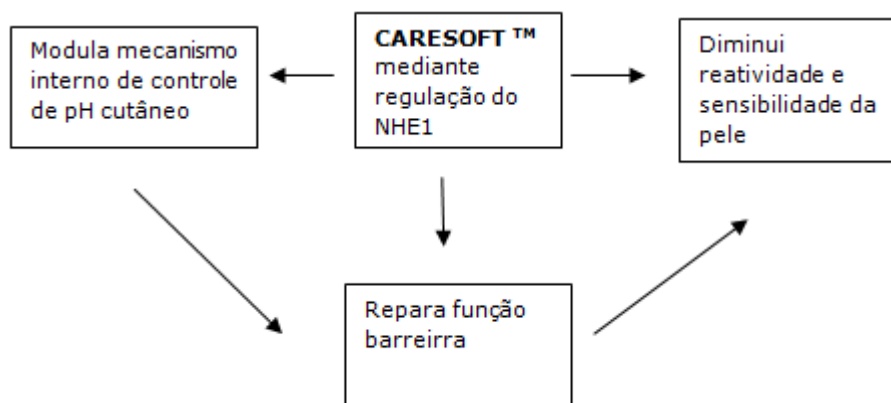 Modula mecanismo
interno de controle
de pH cutâneo
CARESOFT ™
mediante
regulação do
NHE1
Diminui
reatividade e
sensibilidade da
pele
Repara função
barreirra